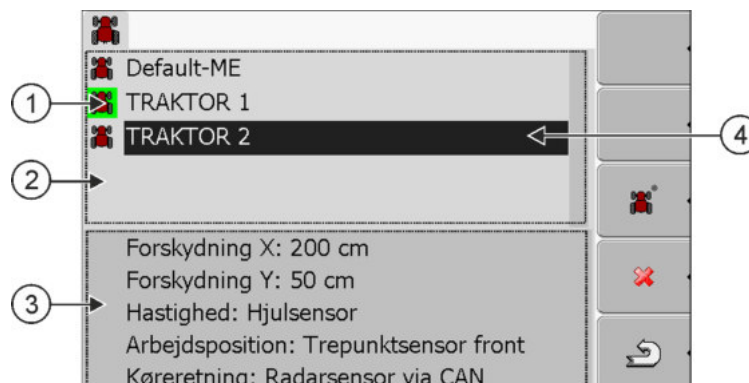 Default-ME
1
TRAKTOR 1
TRAKTOR 2
4
2
Forskydning X: 200 cm
Forskydning Y: 50 cm
3
Hastighed: Hjulsensor
Arbejdsposition: Trepunktsensor front
Køreretning: Radarsensor via CAN